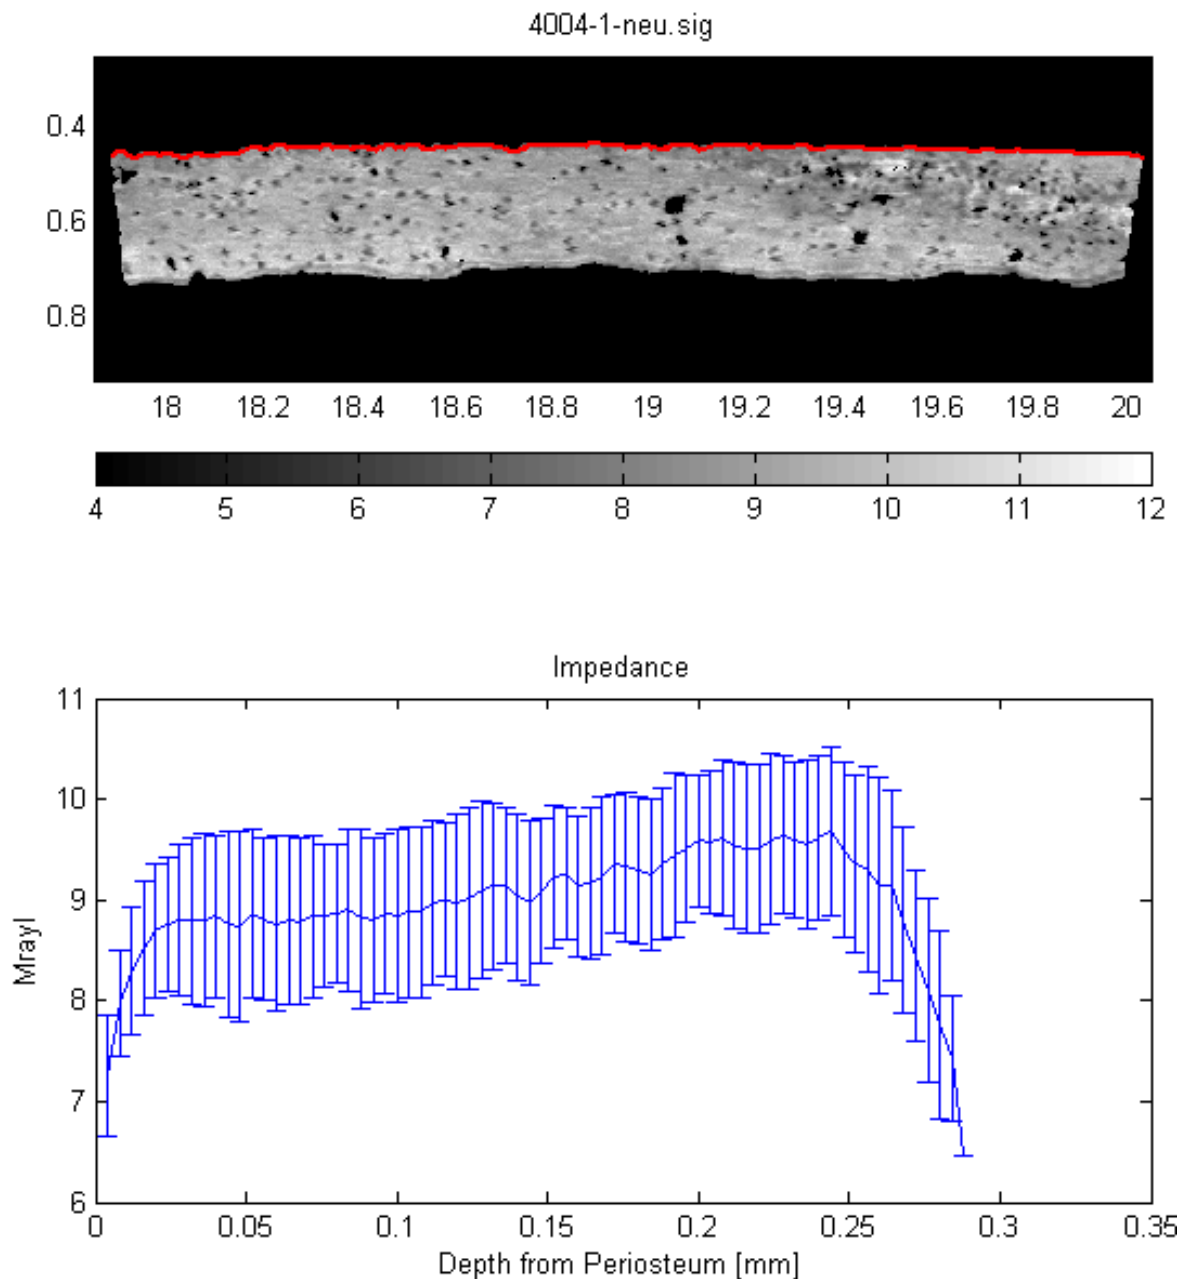 4004-1-neu.sig
0.4
0.6
0.8
18 18.2 18.4 18.6 18.8 19 19.2 19.4 19.6 19.8 20
4 5 6 7 8 9 10 11 12
Impedance
11
10
9
8
7
6
Mrayl
0 0.05 0.1 0.15 0.2 0.25 0.3 0.35
Depth from Periosteum [mm]